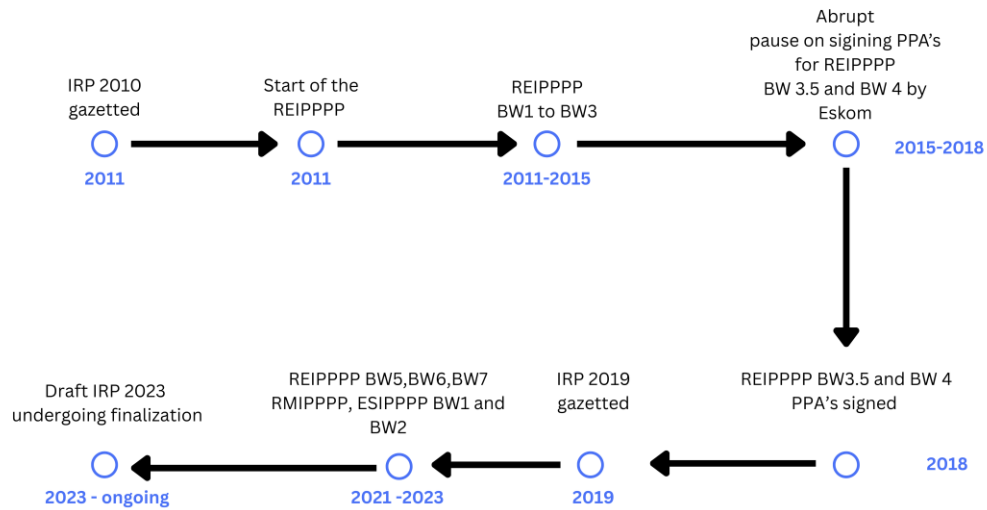 IRP 2010
gazetted
2011
Start of the
REIPPPP
2011
REIPPPP
BW1 to BW3
2011-2015
Abrupt
pause on sigining PPA's
for REIPPPP
BW 3.5 and BW 4 by
Eskom
2015-2018
REIPPPP BW3.5 and BW 4
PPA's signed
2018
IRP 2019
gazetted
2019
REIPPPP BW5,BW6,BW7
RMIPPPP, ESIPPPP BW1 and
BW2
2021 -2023
Draft IRP 2023
undergoing finalization
2023 - ongoing